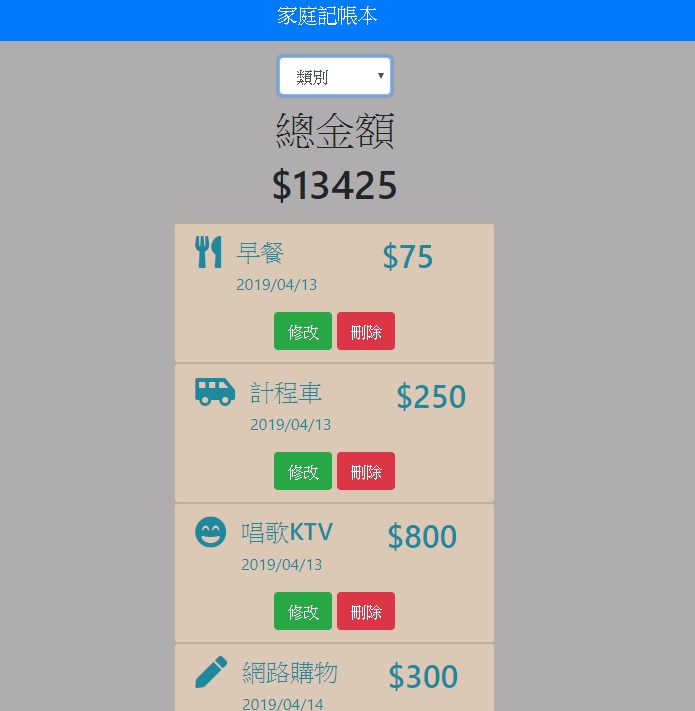 家庭記帳本
類別
總金額
$13425
早餐 $75
2019/04/13
修改 刪除
計程車 $250
2019/04/13
修改 刪除
唱歌KTV $800
2019/04/13
修改 刪除
網路購物 $300
2019/04/14